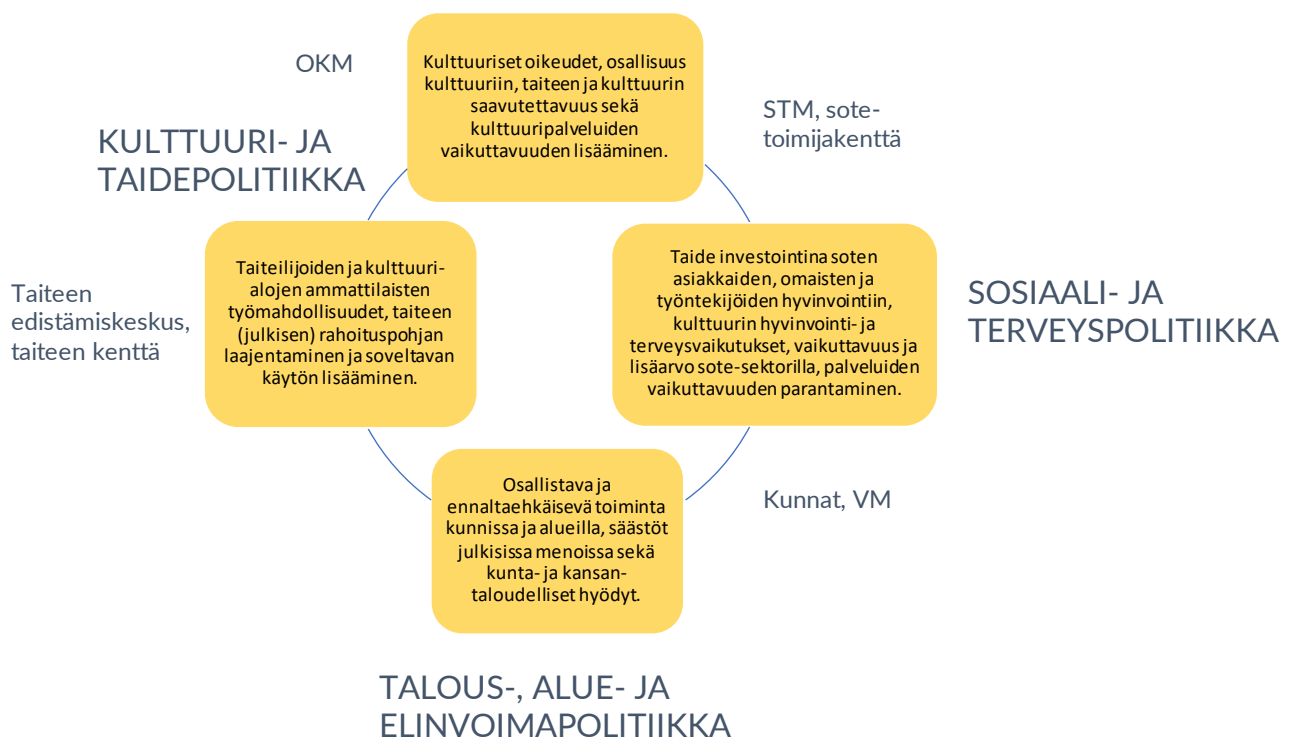 OKM
Kulttuuriset oikeudet, osallisuus
kulttuuriin, taiteen ja kulttuurin
saavutettavuus sekä
kulttuuripalveluiden
vaikuttavuuden lisääminen.
STM, sote-
toimijakenttä
KULTTUURI- JA
TAIDEPOLITIIKKA
Taiteen
edistämiskeskus,
taiteen kenttä
Taiteilijoiden ja kulttuuri-
alojen ammattilaisten
työmahdollisuudet, taiteen
(julkisen) rahoituspohjan
laajentaminen ja soveltavan
käytön lisääminen.
Taide investointina soten
asiakkaiden, omaisten ja
työntekijöiden hyvinvointiin,
kulttuurin hyvinvointi- ja
terveysvaikutukset, vaikuttavuus ja
lisäarvo sote-sektorilla, palveluiden
vaikuttavuuden parantaminen.
SOSIAALI- JA
TERVEYSPOLITIIKKA
Osallistava ja
ennaltaehkäisevä toiminta
kunnissa ja alueilla, säästöt
julkisissa menoissa sekä
kunta- ja kansan-
taloudelliset hyödyt.
Kunnat, VM
TALOUS-, ALUE- JA
ELINVOIMAPOLITIIKKA